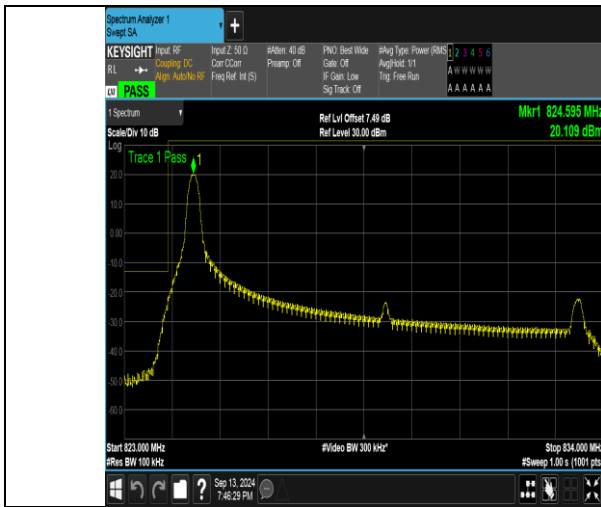 Spectrum Analyzer 1
Swept SA
KEYSIGHT
RL
PASS
Input: RF
Coupling: DC
Align: Auto/No RF
Input Z: 50 Ω
Corr CCorr
Freq Ref: Int (S)
#Atten: 40 dB
Preamp: Off
PNO: Best Wide
Gate: Off
IF Gain: Low
Sig Track: Off
#Avg Type: Power (RMS
Avg|Hold: 1/1
Trig: Free Run
1 2 3 4 5 6
A W W W W W
A A A A A A
1 Spectrum
Scale/Div 10 dB
Ref Lvl Offset 7.49 dB
Ref Level 30.00 dBm
Mkr1 824.595 MHz
20.109 dBm
Log
Trace 1 Pass
1
20.0
10.0
0.00
-10.0
-20.0
-30.0
-40.0
-50.0
-60.0
Start 823.000 MHz
#Res BW 100 kHz
#Video BW 300 kHz*
Stop 834.000 MHz
#Sweep 1.00 s (1001 pts
Sep 13, 2024
7:46:29 PM